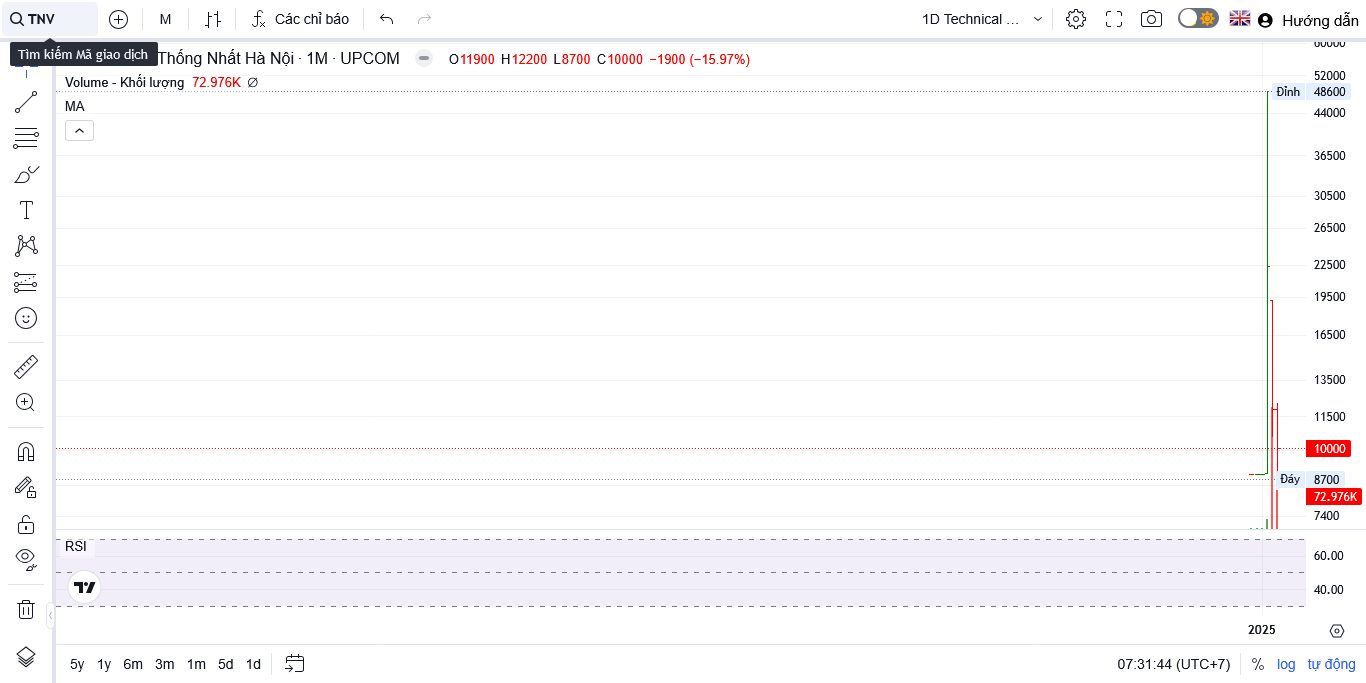 TNV
M
Các chỉ báo
1D Technical ...
Hướng dẫn
Tìm kiếm Mã giao dịch
Thống Nhất Hà Nội · 1M · UPCOM
O11900 H12200 L8700 C10000 −1900 (−15.97%)
Volume - Khối lượng 72.976K ∅
MA
60000
52000
Đỉnh 48600
44000
36500
30500
26500
22500
19500
16500
13500
11500
10000
Đáy 8700
72.976K
7400
RSI
60.00
40.00
2025
5y 1y 6m 3m 1m 5d 1d
07:31:44 (UTC+7)
% log tự động